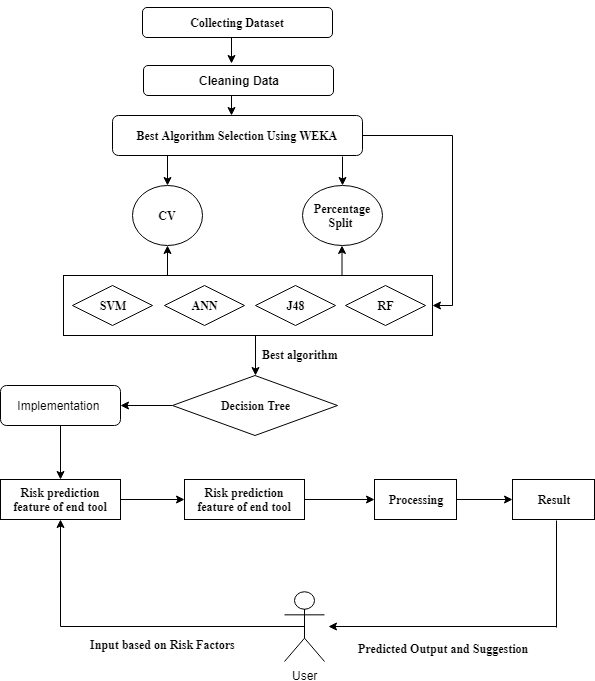 Collecting Dataset
Cleaning Data
Best Algorithm Selection Using WEKA
CV
Percentage
Split
SVM
ANN
J48
RF
Best algorithm
Decision Tree
Implementation
Risk prediction
feature of end tool
Risk prediction
feature of end tool
Processing
Result
Input based on Risk Factors
Predicted Output and Suggestion
User